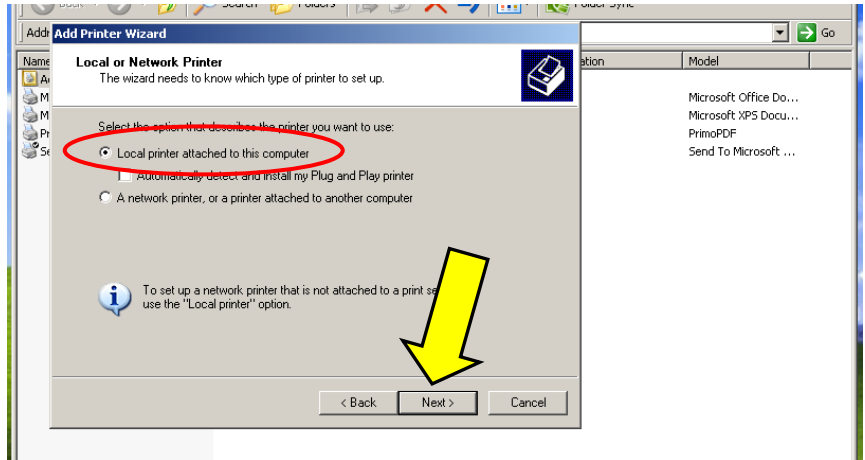 Search Folders Folder Sync
Addr Go
Add Printer Wizard
Name ation Model
Local or Network Printer
The wizard needs to know which type of printer to set up.
Microsoft Office Do...
Microsoft XPS Docu...
PrimoPDF
Send To Microsoft ...
Select the option that describes the printer you want to use:
Local printer attached to this computer
Automatically detect and install my Plug and Play printer
A network printer, or a printer attached to another computer
To set up a network printer that is not attached to a print se
use the "Local printer" option.
< Back Next > Cancel